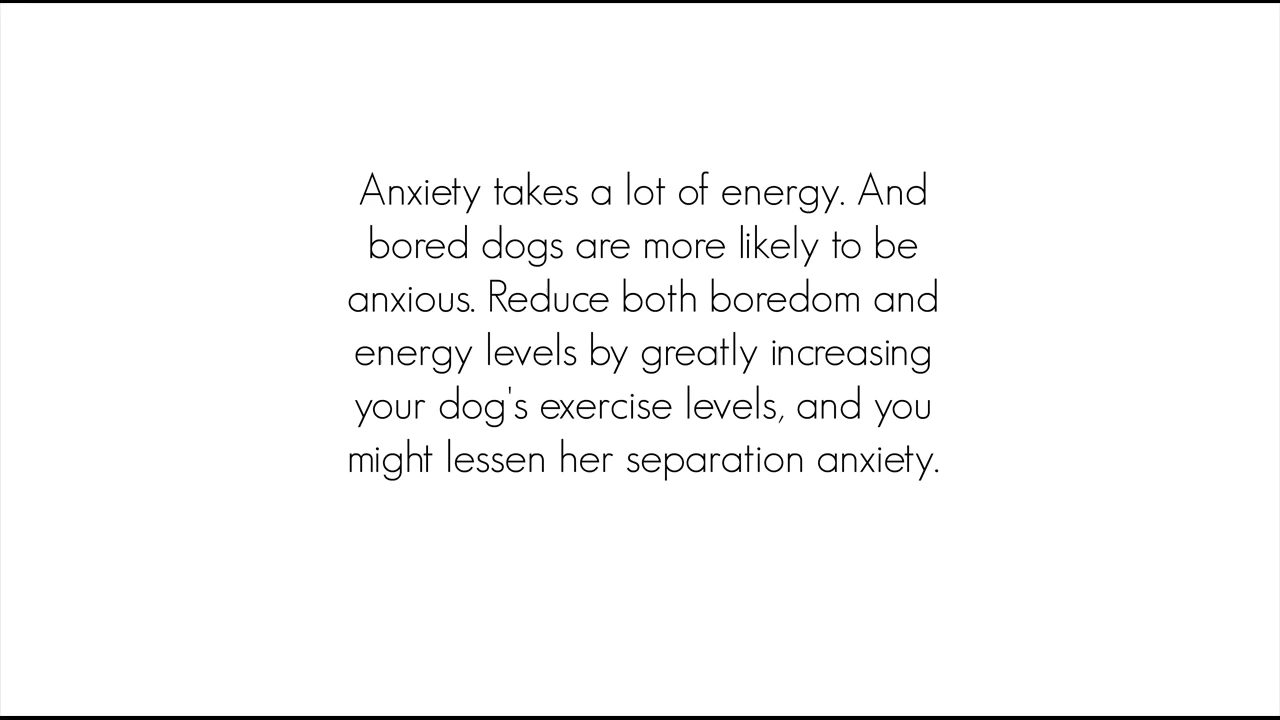 Anxiety takes a lot of energy. And
bored dogs are more likely to be
anxious. Reduce both boredom and
energy levels by greatly increasing
your dog's exercise levels, and you
might lessen her separation anxiety.